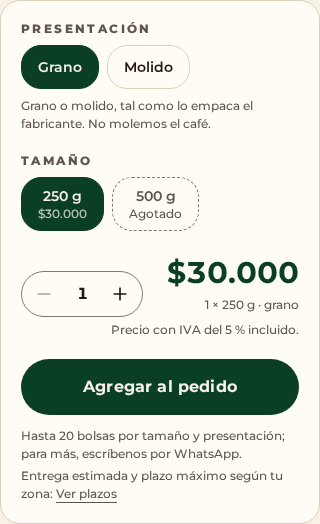 PRESENTACIÓN
Grano
Molido
Grano o molido, tal como lo empaca el
fabricante. No molemos el café.
TAMAÑO
250 g
$30.000
500 g
Agotado
— 1 +
$30.000
1 × 250 g · grano
Precio con IVA del 5 % incluido.
Agregar al pedido
Hasta 20 bolsas por tamaño y presentación;
para más, escríbenos por WhatsApp.
Entrega estimada y plazo máximo según tu
zona: Ver plazos